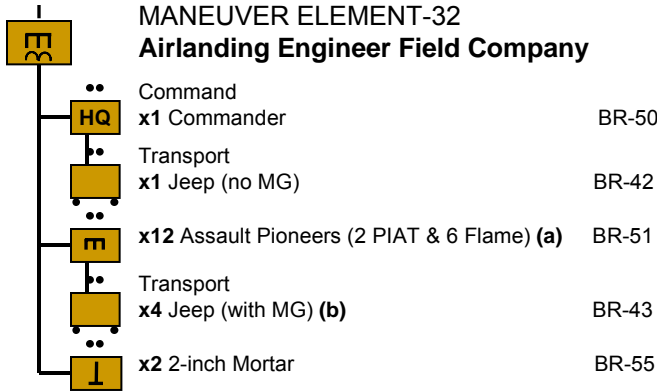 MANEUVER ELEMENT-32
Airlanding Engineer Field Company
Command
HQ x1 Commander BR-50
Transport
x1 Jeep (no MG) BR-42
x12 Assault Pioneers (2 PIAT & 6 Flame) (a) BR-51
Transport
x4 Jeep (with MG) (b) BR-43
x2 2-inch Mortar BR-55